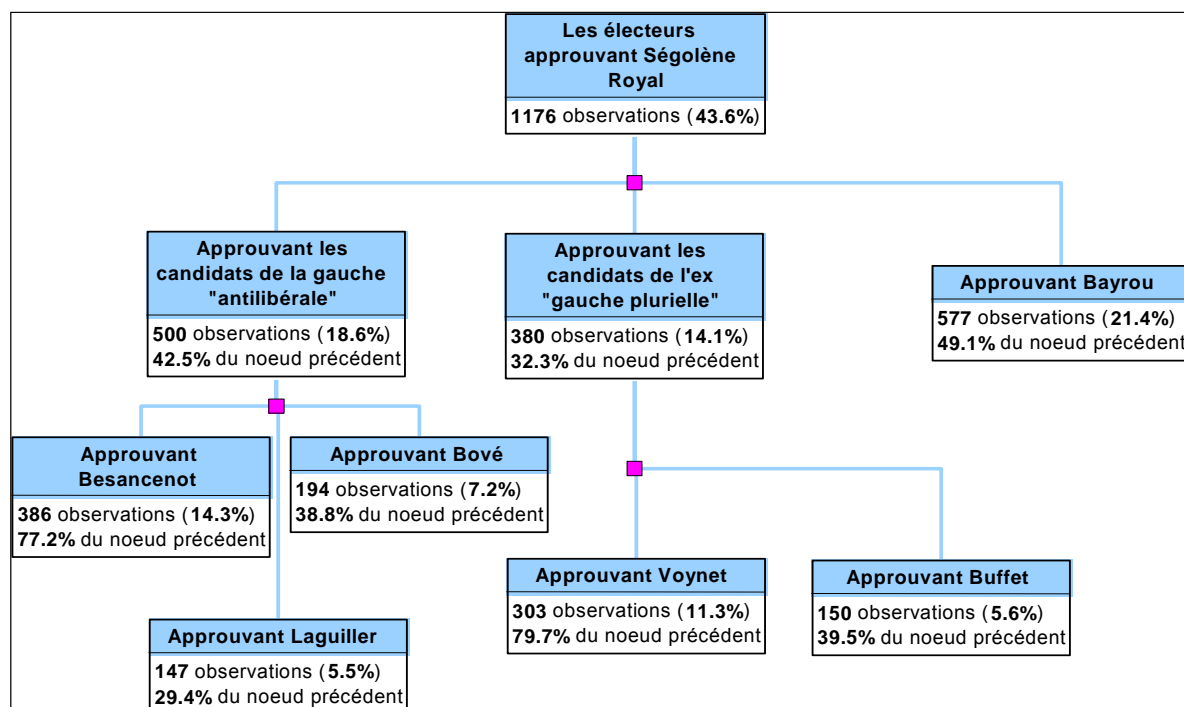 Les électeurs
approuvant Ségolène
Royal
1176 observations (43.6%)
Approuvant les
candidats de la gauche
"antilibérale"
500 observations (18.6%)
42.5% du noeud précédent
Approuvant les
candidats de l'ex
"gauche plurielle"
380 observations (14.1%)
32.3% du noeud précédent
Approuvant Bayrou
577 observations (21.4%)
49.1% du noeud précédent
Approuvant
Besancenot
386 observations (14.3%)
77.2% du noeud précédent
Approuvant Bové
194 observations (7.2%)
38.8% du noeud précédent
Approuvant Laguiller
147 observations (5.5%)
29.4% du noeud précédent
Approuvant Voynet
303 observations (11.3%)
79.7% du noeud précédent
Approuvant Buffet
150 observations (5.6%)
39.5% du noeud précédent